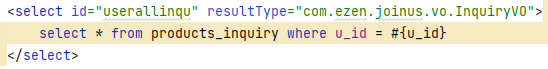 <select id="userallinqu" resultType="com.ezen.joinus.vo.InquiryVO">
    select * from products_inquiry where u_id = #{u_id}
</select>